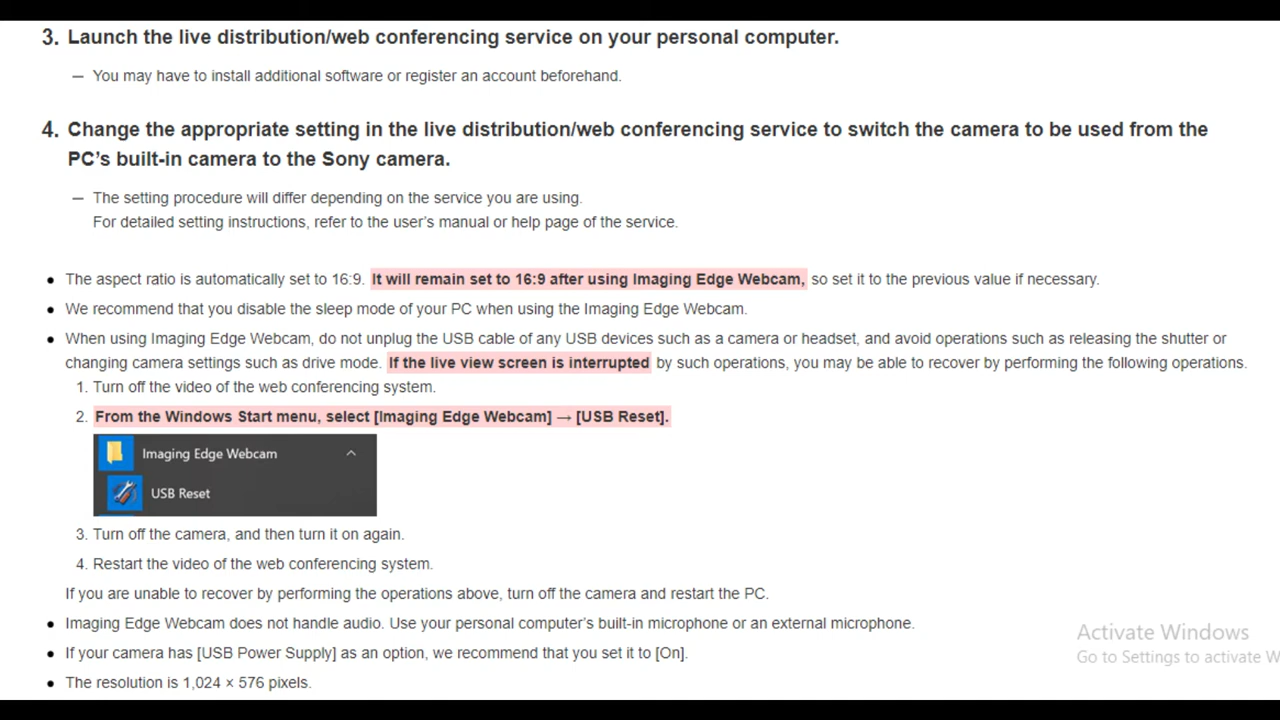 3. Launch the live distribution/web conferencing service on your personal computer.
— You may have to install additional software or register an account beforehand.
4. Change the appropriate setting in the live distribution/web conferencing service to switch the camera to be used from the
PC’s built-in camera to the Sony camera.
— The setting procedure will differ depending on the service you are using.
For detailed setting instructions, refer to the user’s manual or help page of the service.
● The aspect ratio is automatically set to 16:9. It will remain set to 16:9 after using Imaging Edge Webcam, so set it to the previous value if necessary.
● We recommend that you disable the sleep mode of your PC when using the Imaging Edge Webcam.
● When using Imaging Edge Webcam, do not unplug the USB cable of any USB devices such as a camera or headset, and avoid operations such as releasing the shutter or
changing camera settings such as drive mode. If the live view screen is interrupted by such operations, you may be able to recover by performing the following operations.
1. Turn off the video of the web conferencing system.
2. From the Windows Start menu, select [Imaging Edge Webcam] → [USB Reset].
Imaging Edge Webcam
USB Reset
3. Turn off the camera, and then turn it on again.
4. Restart the video of the web conferencing system.
If you are unable to recover by performing the operations above, turn off the camera and restart the PC.
● Imaging Edge Webcam does not handle audio. Use your personal computer’s built-in microphone or an external microphone.
● If your camera has [USB Power Supply] as an option, we recommend that you set it to [On].
● The resolution is 1,024 × 576 pixels.
Activate Windows
Go to Settings to activate W